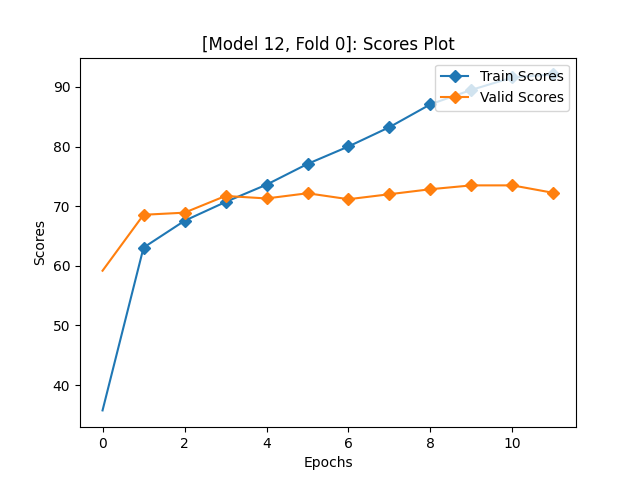 [Model 12, Fold 0]: Scores Plot
Train Scores
Valid Scores
90
80
70
60
50
40
Scores
0 2 4 6 8 10
Epochs